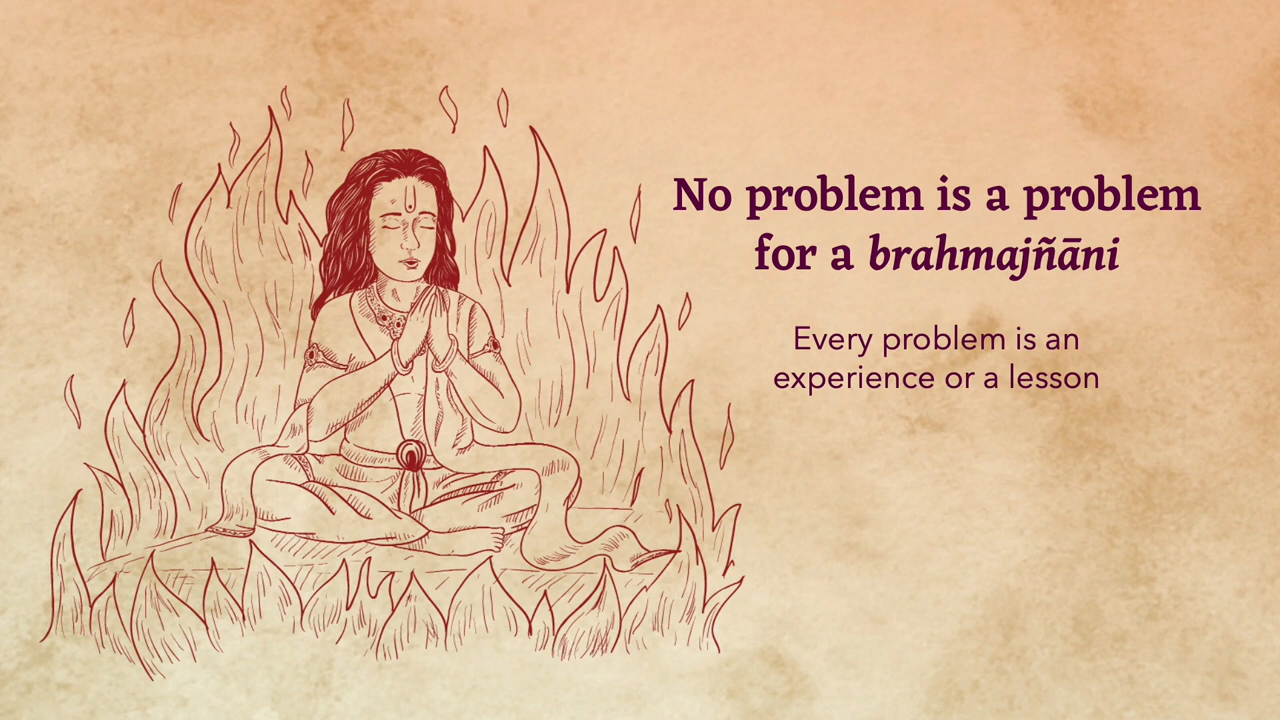 No problem is a problem
for a brahmajñāni
Every problem is an
experience or a lesson